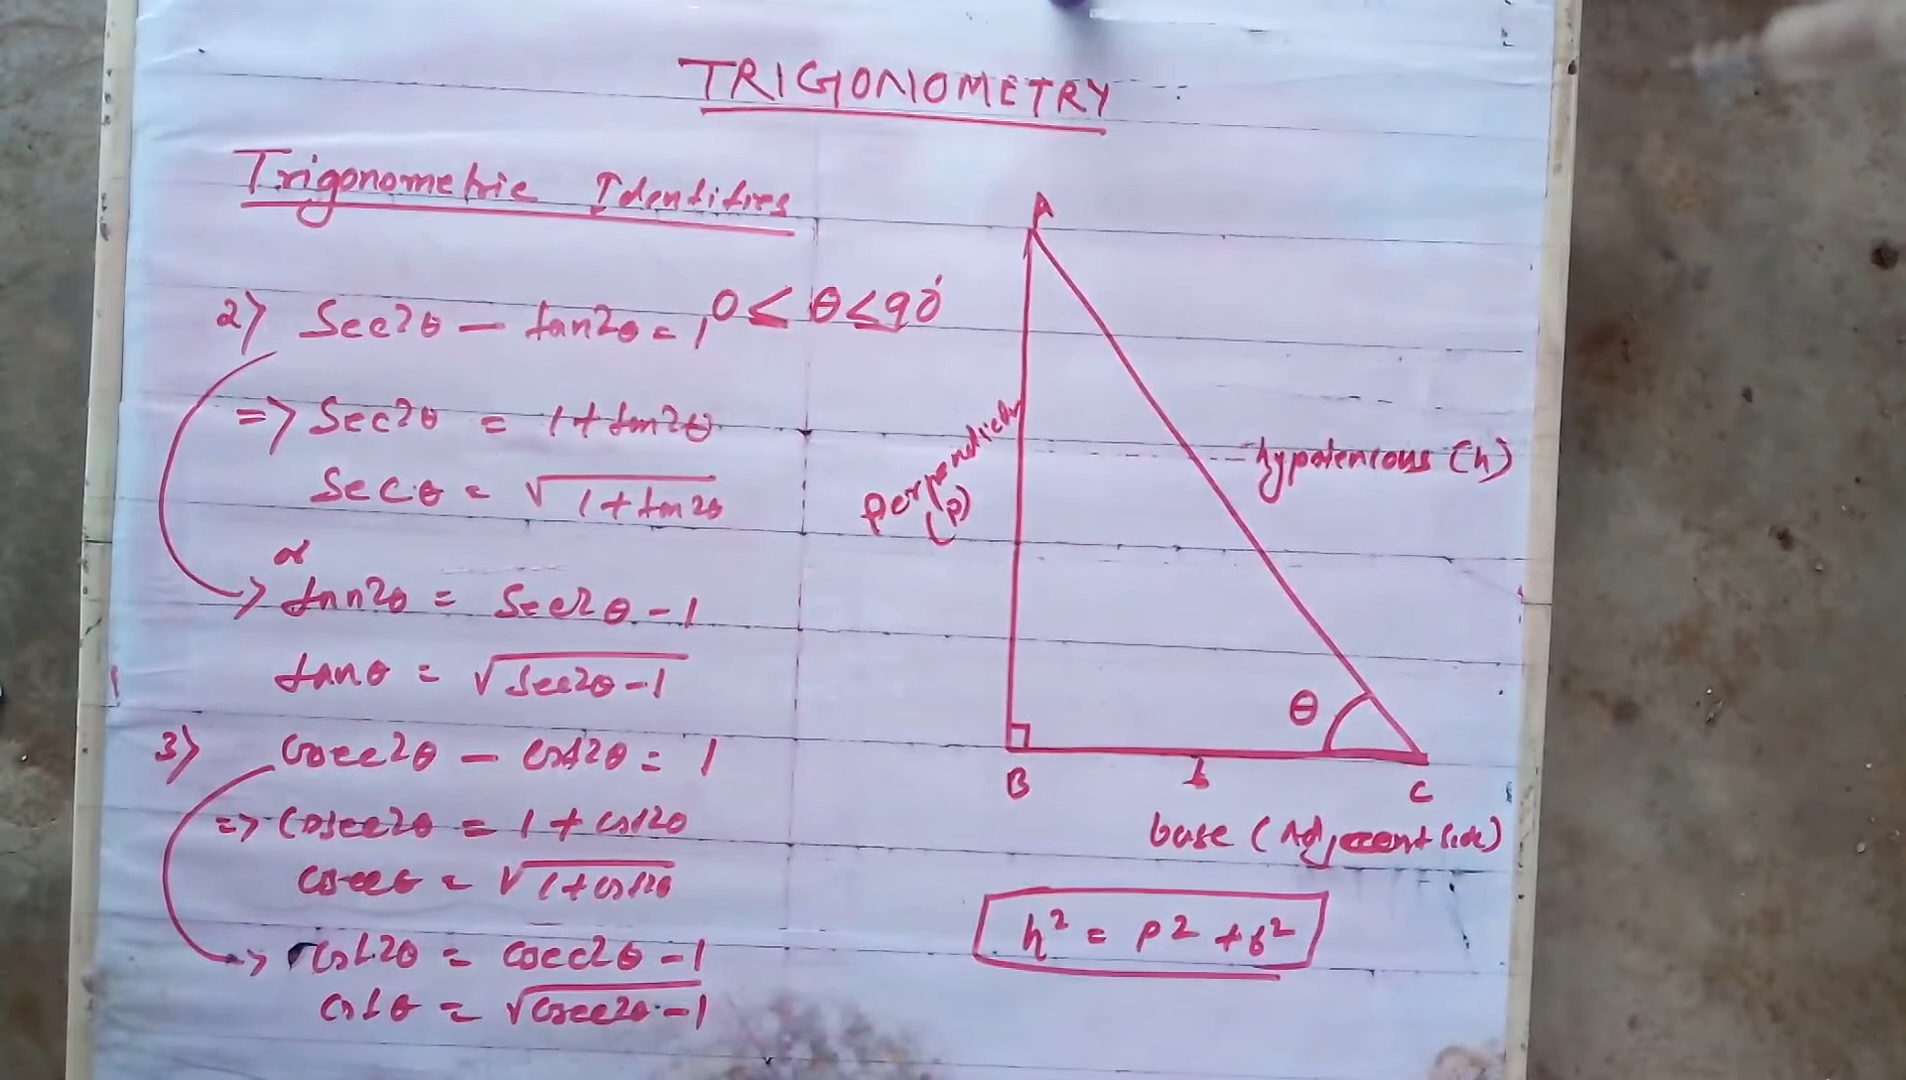 TRIGONOMETRY
Trigonometric Identities
2) Sec2θ - tan2θ = 1 0 ≤ θ ≤ 90°
=> Sec2θ = 1 + tan2θ
Sec θ = √1 + tan2θ
or
-> tan2θ = Sec2θ - 1
tanθ = √Sec2θ - 1
3) Cosec2θ - cot2θ = 1
=> Cosec2θ = 1 + cot2θ
cosecθ = √1 + cot2θ
-> cot2θ = cosec2θ - 1
cotθ = √cosec2θ - 1
A
perpendicular
(p)
hypotenous (h)
θ
B
b
C
base (Adjacent side)
h² = p2 + b²